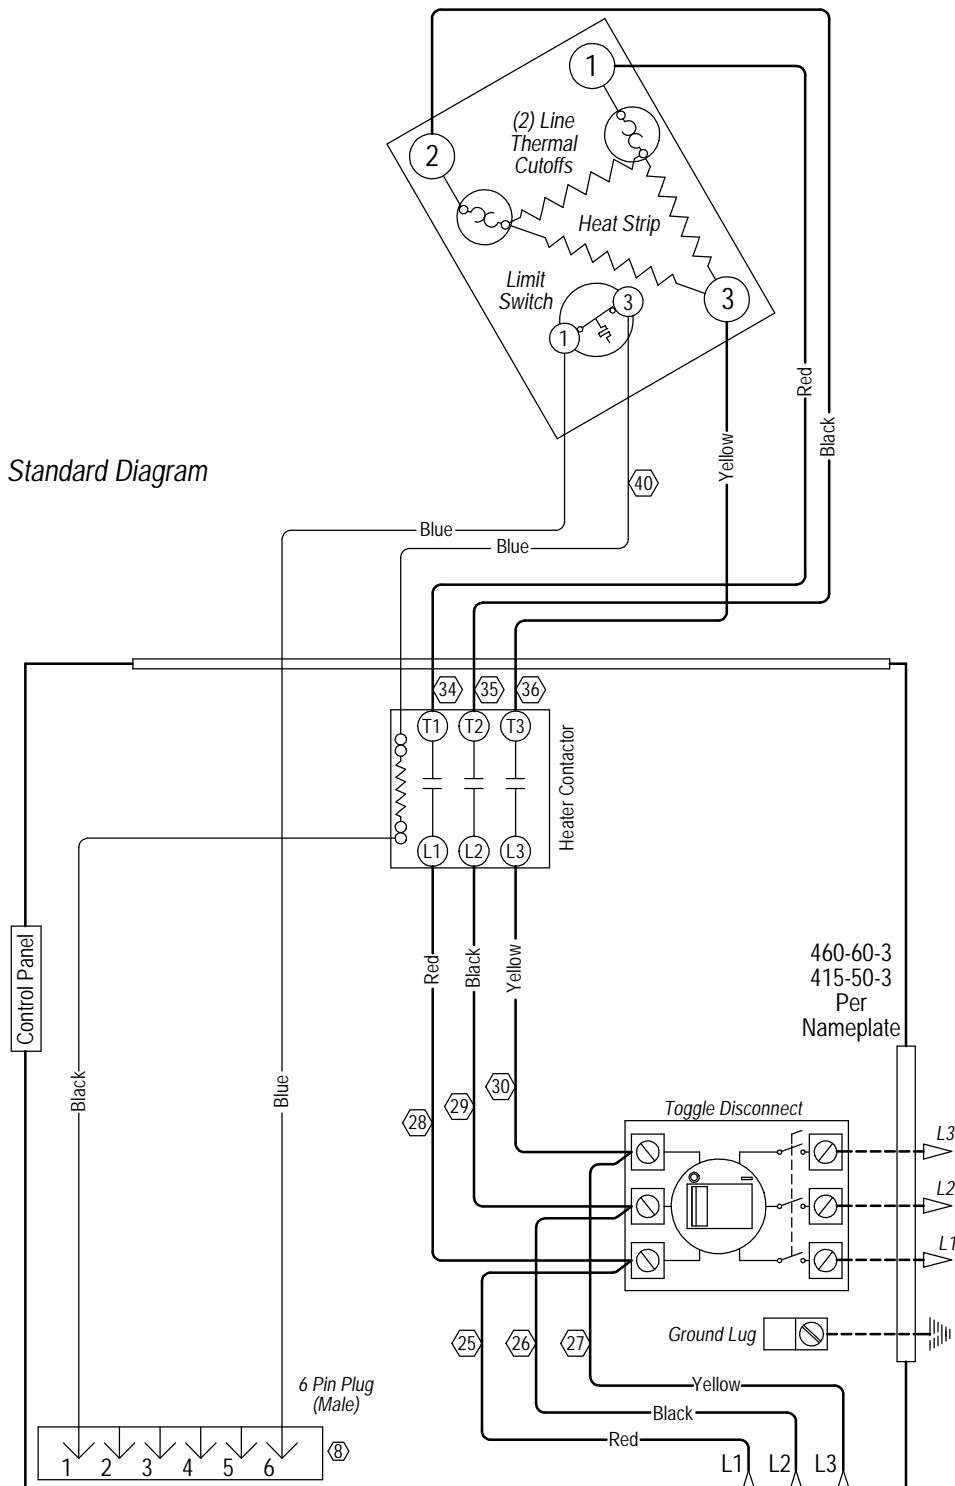 1
(2) Line
Thermal
Cutoffs
2
Heat Strip
Limit
Switch
3
3
1
Red
Black
Yellow
Standard Diagram
40
Blue
Blue
34
35
36
T1
T2
T3
Heater Contactor
L1
L2
L3
Control Panel
Red
Black
Yellow
460-60-3
415-50-3
Per
Nameplate
Black
Blue
30
29
28
Toggle Disconnect
L3
L2
L1
25
26
27
Ground Lug
6 Pin Plug
(Male)
Yellow
Black
Red
8
1 2 3 4 5 6
L1 L2 L3